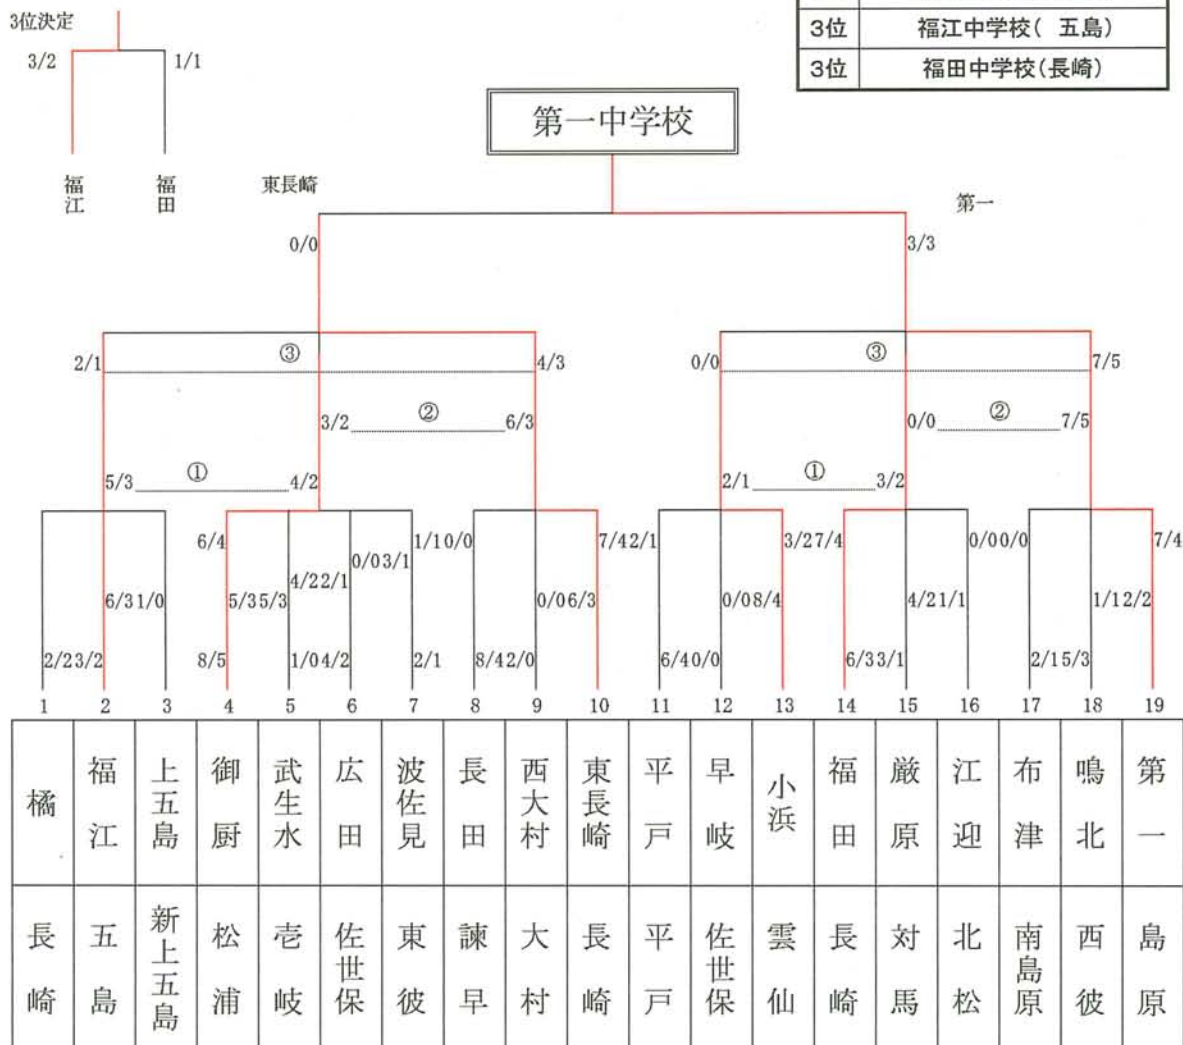 3位決定
3/2 1/1
福江 福田
3位 福江中学校( 五島)
3位 福田中学校(長崎)
第一中学校
東長崎 第一
0/0 3/3
2/1 ③ 4/3 0/0 ③ 7/5
3/2 ② 6/3 0/0 ② 7/5
5/3 ① 4/2 2/1 ① 3/2
6/4 1/10/0 7/42/1 3/27/4 0/00/0 7/4
0/03/1
4/22/1
6/31/0 5/35/3 0/06/3 0/08/4 4/21/1 1/12/2
2/23/2 8/5 1/04/2 2/1 8/42/0 6/40/0 6/33/1 2/15/3
1 2 3 4 5 6 7 8 9 10 11 12 13 14 15 16 17 18 19
橘 福江 上五島 御厨 武生水 広田 波佐見 長田 西大村 東長崎 平戸 早岐 小浜 福田 厳原 江迎 布津 鳴北 第一
長崎 五島 新上五島 松浦 壱岐 佐世保 東彼 諫早 大村 長崎 平戸 佐世保 雲仙 長崎 対馬 北松 南島原 西彼 島原